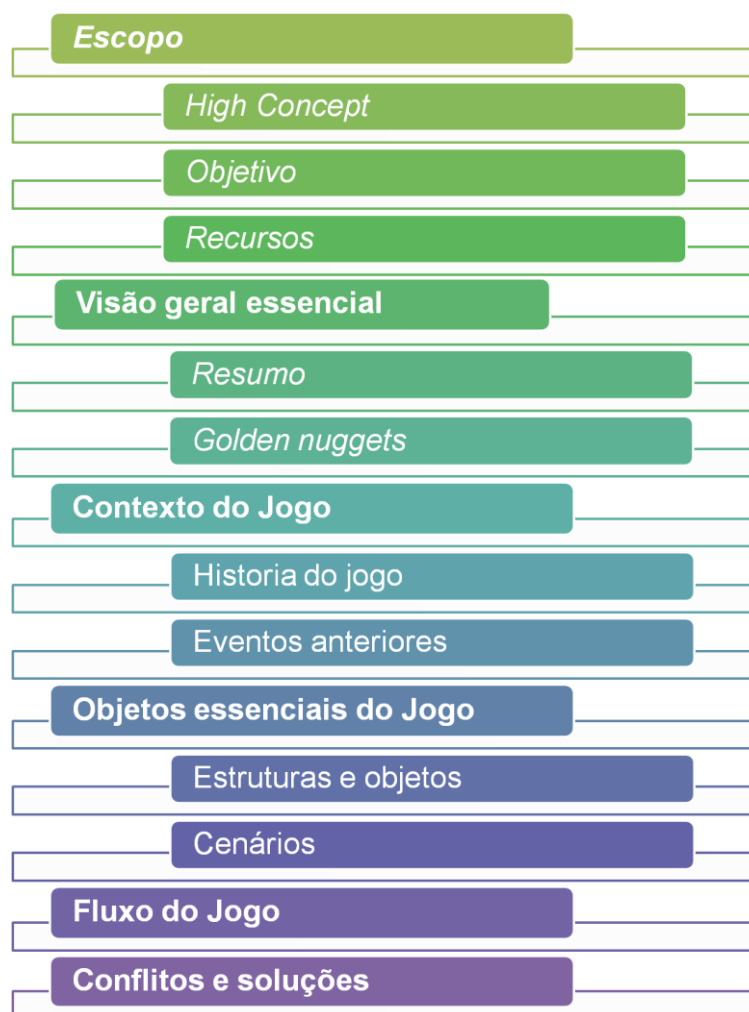 Escopo
High Concept
Objetivo
Recursos
Visão geral essencial
Resumo
Golden nuggets
Contexto do Jogo
Historia do jogo
Eventos anteriores
Objetos essenciais do Jogo
Estruturas e objetos
Cenários
Fluxo do Jogo
Conflitos e soluções